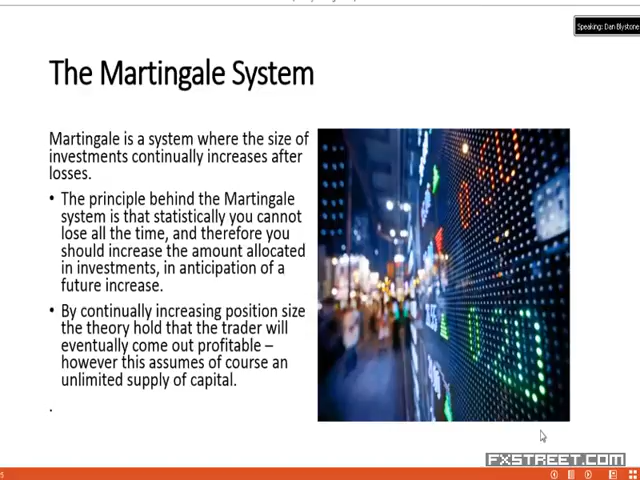 Speaking: Dan Blystone
The Martingale System
Martingale is a system where the size of
investments continually increases after
losses.
• The principle behind the Martingale
system is that statistically you cannot
lose all the time, and therefore you
should increase the amount allocated
in investments, in anticipation of a
future increase.
• By continually increasing position size
the theory hold that the trader will
eventually come out profitable –
however this assumes of course an
unlimited supply of capital.
.
FXSTREET.COM